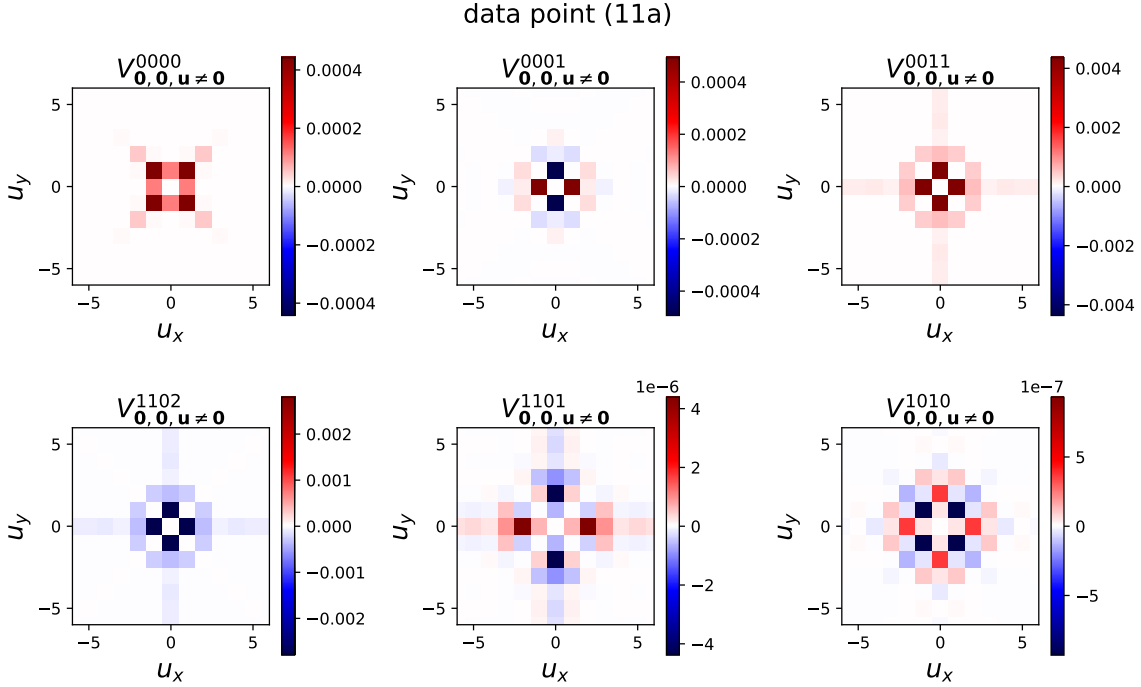 data point (11a)
V^{0000}_{0, 0, u≠0}
5
0
−5
u_y
−5 0 5
u_x
0.0004
0.0002
0.0000
−0.0002
−0.0004
V^{0001}_{0, 0, u≠0}
5
0
−5
u_y
−5 0 5
u_x
0.0004
0.0002
0.0000
−0.0002
−0.0004
V^{0011}_{0, 0, u≠0}
5
0
−5
u_y
−5 0 5
u_x
0.004
0.002
0.000
−0.002
−0.004
V^{1102}_{0, 0, u≠0}
5
0
−5
u_y
−5 0 5
u_x
0.002
0.001
0.000
−0.001
−0.002
V^{1101}_{0, 0, u≠0}
5
0
−5
u_y
−5 0 5
u_x
1e−6
4
2
0
−2
−4
V^{1010}_{0, 0, u≠0}
5
0
−5
u_y
−5 0 5
u_x
1e−7
5
0
−5